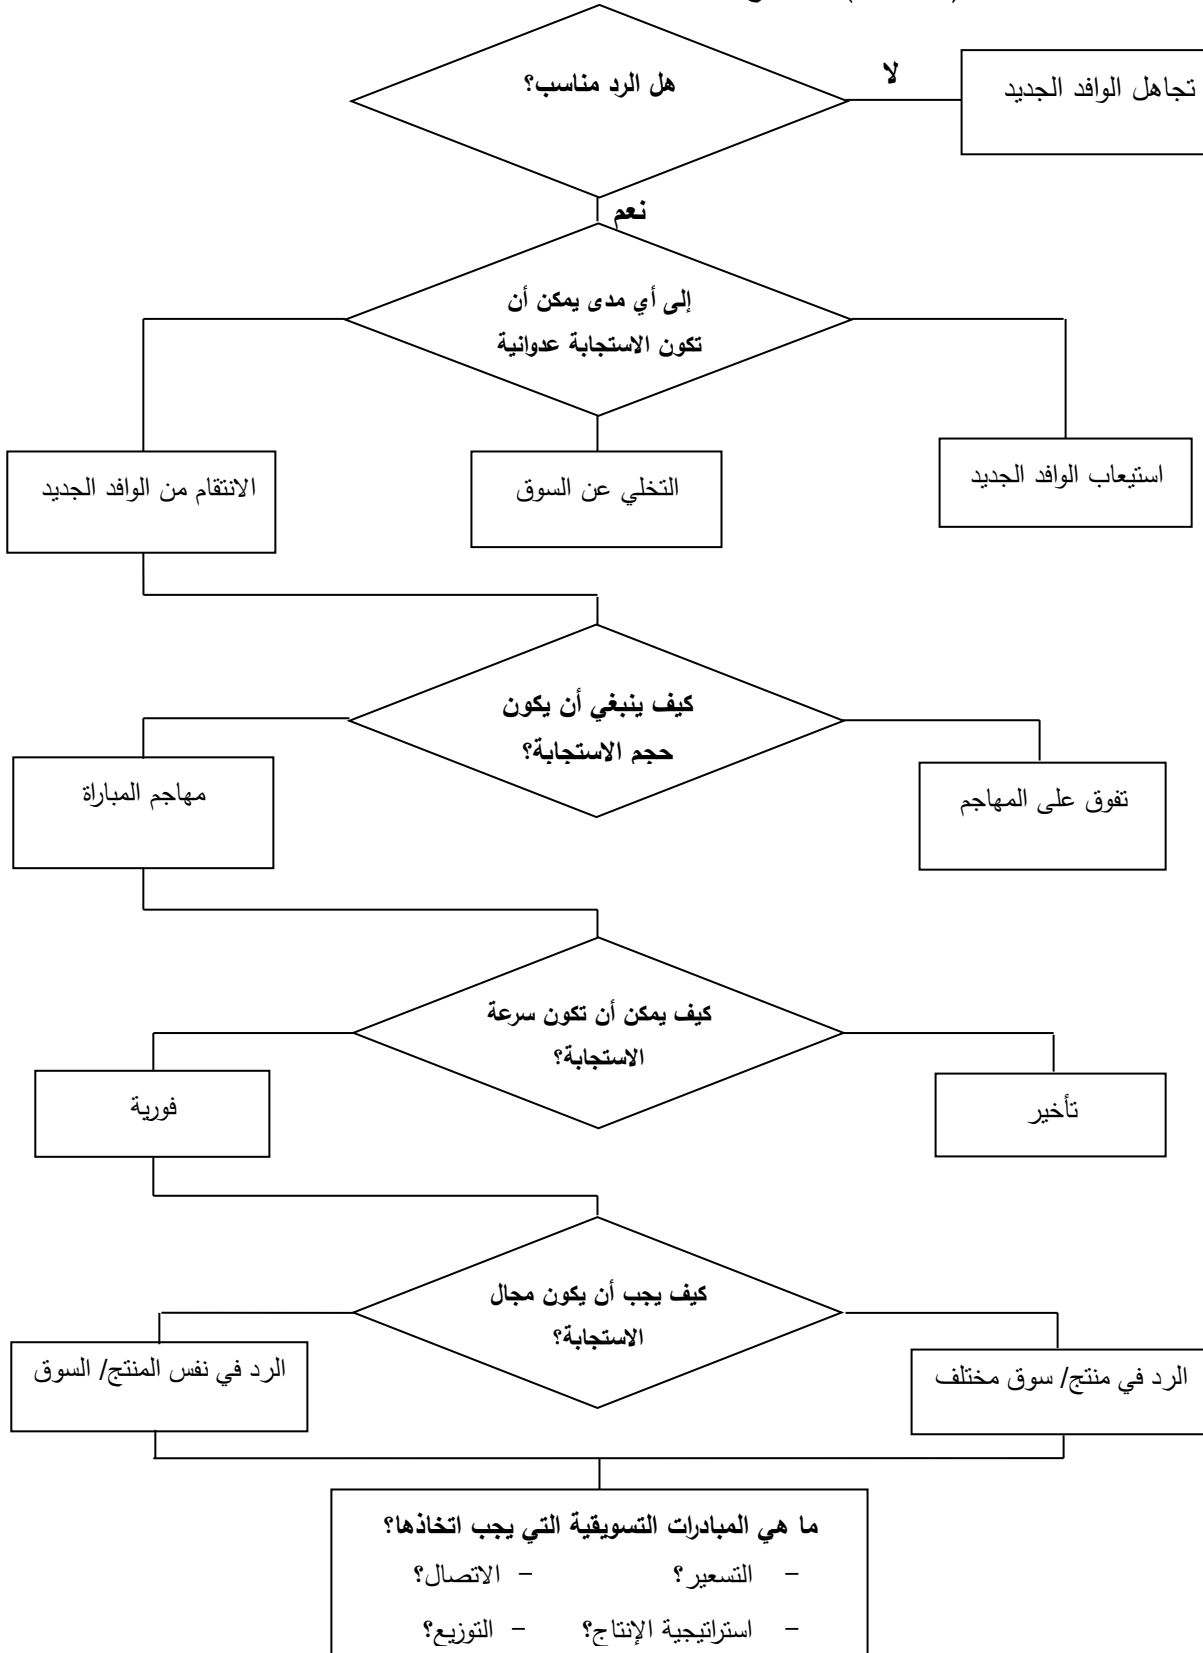 هل الرد مناسب؟
لا
تجاهل الوافد الجديد
نعم
إلى أي مدى يمكن أن
تكون الاستجابة عدوانية
استيعاب الوافد الجديد
التخلي عن السوق
الانتقام من الوافد الجديد
كيف ينبغي أن يكون
حجم الاستجابة؟
تفوق على المهاجم
مهاجم المباراة
كيف يمكن أن تكون سرعة
الاستجابة؟
تأخير
فورية
كيف يجب أن يكون مجال
الاستجابة؟
الرد في منتج/ سوق مختلف
الرد في نفس المنتج/ السوق
ما هي المبادرات التسويقية التي يجب اتخاذها؟
- التسعير؟ - الاتصال؟
- استراتيجية الإنتاج؟ - التوزيع؟